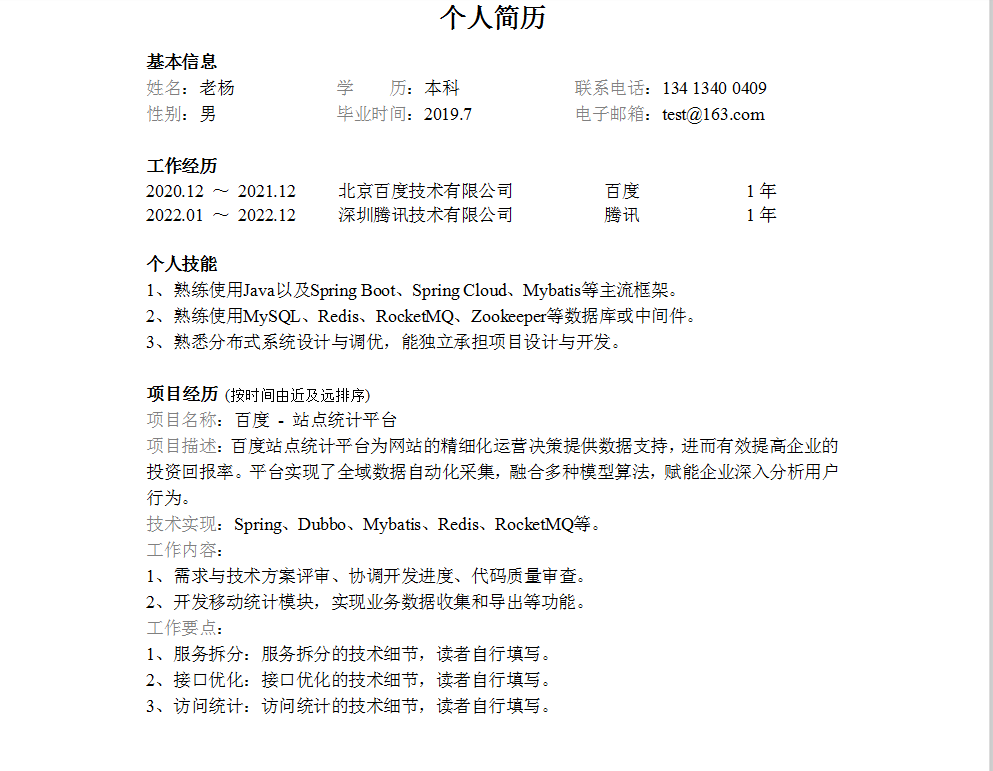 个人简历
基本信息
姓名：老杨 学 历：本科 联系电话：134 1340 0409
性别：男 毕业时间：2019.7 电子邮箱：test@163.com
工作经历
2020.12 ～ 2021.12 北京百度技术有限公司 百度 1 年
2022.01 ～ 2022.12 深圳腾讯技术有限公司 腾讯 1 年
个人技能
1、熟练使用Java以及Spring Boot、Spring Cloud、Mybatis等主流框架。
2、熟练使用MySQL、Redis、RocketMQ、Zookeeper等数据库或中间件。
3、熟悉分布式系统设计与调优，能独立承担项目设计与开发。
项目经历 (按时间由近及远排序)
项目名称：百度 - 站点统计平台
项目描述：百度站点统计平台为网站的精细化运营决策提供数据支持，进而有效提高企业的
投资回报率。平台实现了全域数据自动化采集，融合多种模型算法，赋能企业深入分析用户
行为。
技术实现：Spring、Dubbo、Mybatis、Redis、RocketMQ等。
工作内容：
1、需求与技术方案评审、协调开发进度、代码质量审查。
2、开发移动统计模块，实现业务数据收集和导出等功能。
工作要点：
1、服务拆分：服务拆分的技术细节，读者自行填写。
2、接口优化：接口优化的技术细节，读者自行填写。
3、访问统计：访问统计的技术细节，读者自行填写。